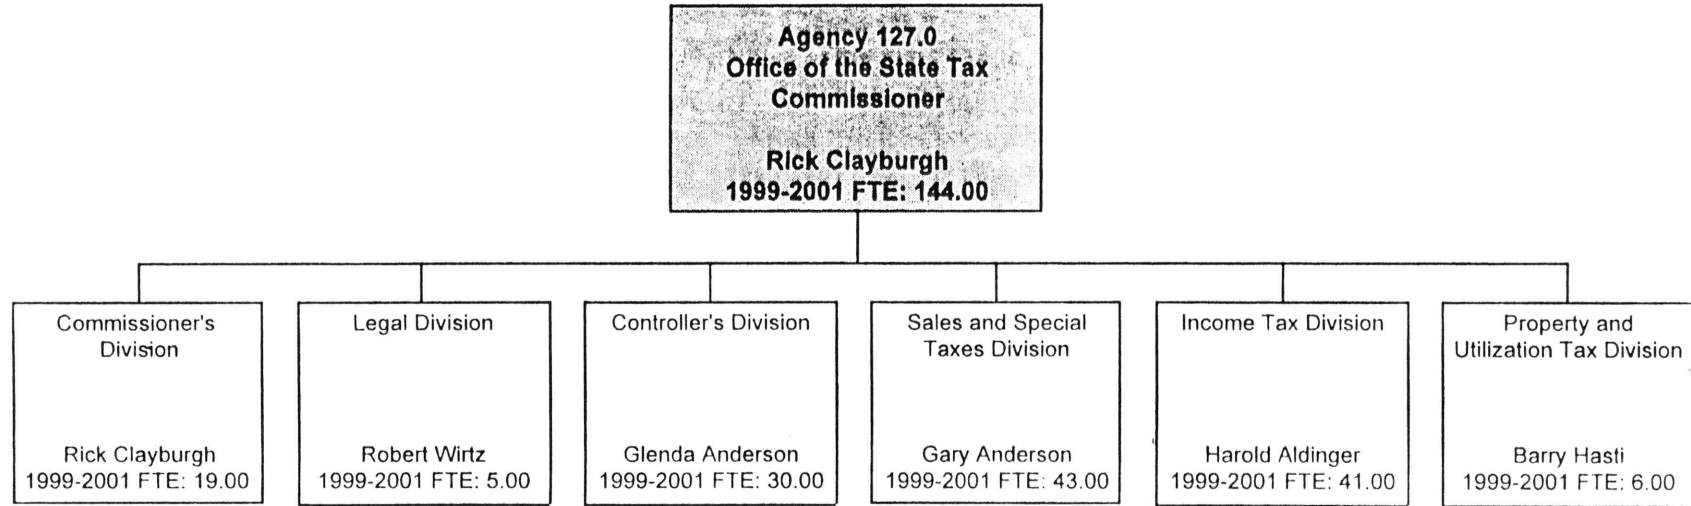 Agency 127.0
Office of the State Tax
Commissioner
Rick Clayburgh
1999-2001 FTE: 144.00
Commissioner's
Division
Rick Clayburgh
1999-2001 FTE: 19.00
Legal Division
Robert Wirtz
1999-2001 FTE: 5.00
Controller's Division
Glenda Anderson
1999-2001 FTE: 30.00
Sales and Special
Taxes Division
Gary Anderson
1999-2001 FTE: 43.00
Income Tax Division
Harold Aldinger
1999-2001 FTE: 41.00
Property and
Utilization Tax Division
Barry Hasti
1999-2001 FTE: 6.00